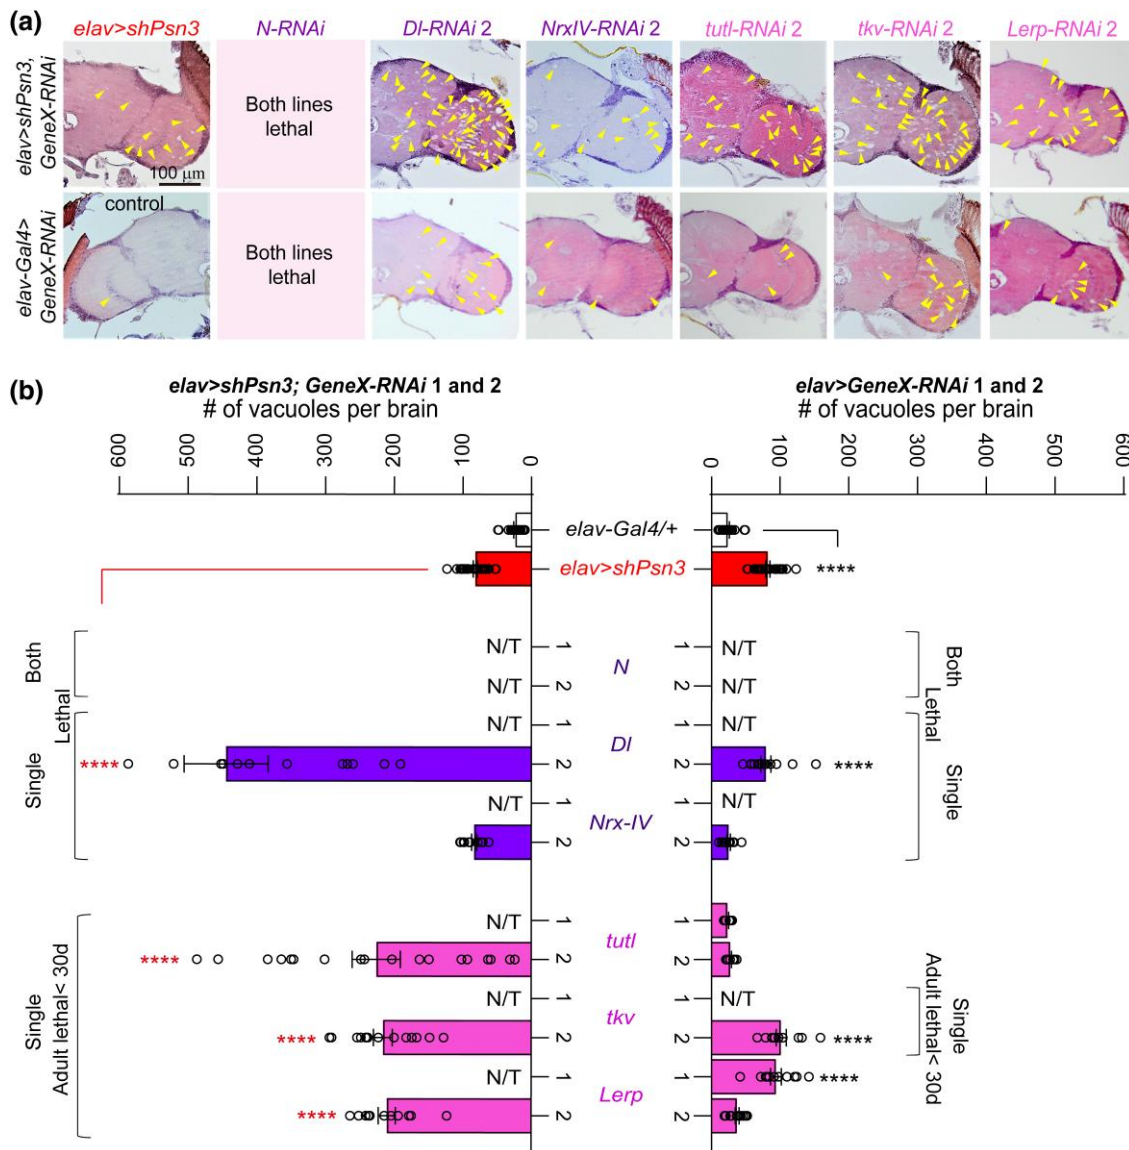 (a)
elav>shPsn3 N-RNAi Dl-RNAi 2 NrxIV-RNAi 2 tutl-RNAi 2 tkv-RNAi 2 Lerp-RNAi 2
elav>shPsn3,
GeneX-RNAi
Both lines
lethal
100 μm
elav-Gal4>
GeneX-RNAi
control
Both lines
lethal
(b)
elav>shPsn3; GeneX-RNAi 1 and 2
# of vacuoles per brain
elav>GeneX-RNAi 1 and 2
# of vacuoles per brain
600 500 400 300 200 100 0
0 100 200 300 400 500 600
elav-Gal4/+
elav>shPsn3 ****
Both
N/T 1 N 1 N/T
N/T 2 2 N/T
Both
Lethal
Lethal
Single
N/T 1 Dl 1 N/T
**** 2 2 ****
N/T 1 Nrx-IV 1 N/T
2 2
Single
Single
Adult lethal< 30d
N/T 1 tutl 1
**** 2 2
N/T 1 tkv 1 N/T
**** 2 2 ****
N/T 1 Lerp 1 ****
**** 2 2
Single
Adult lethal< 30d